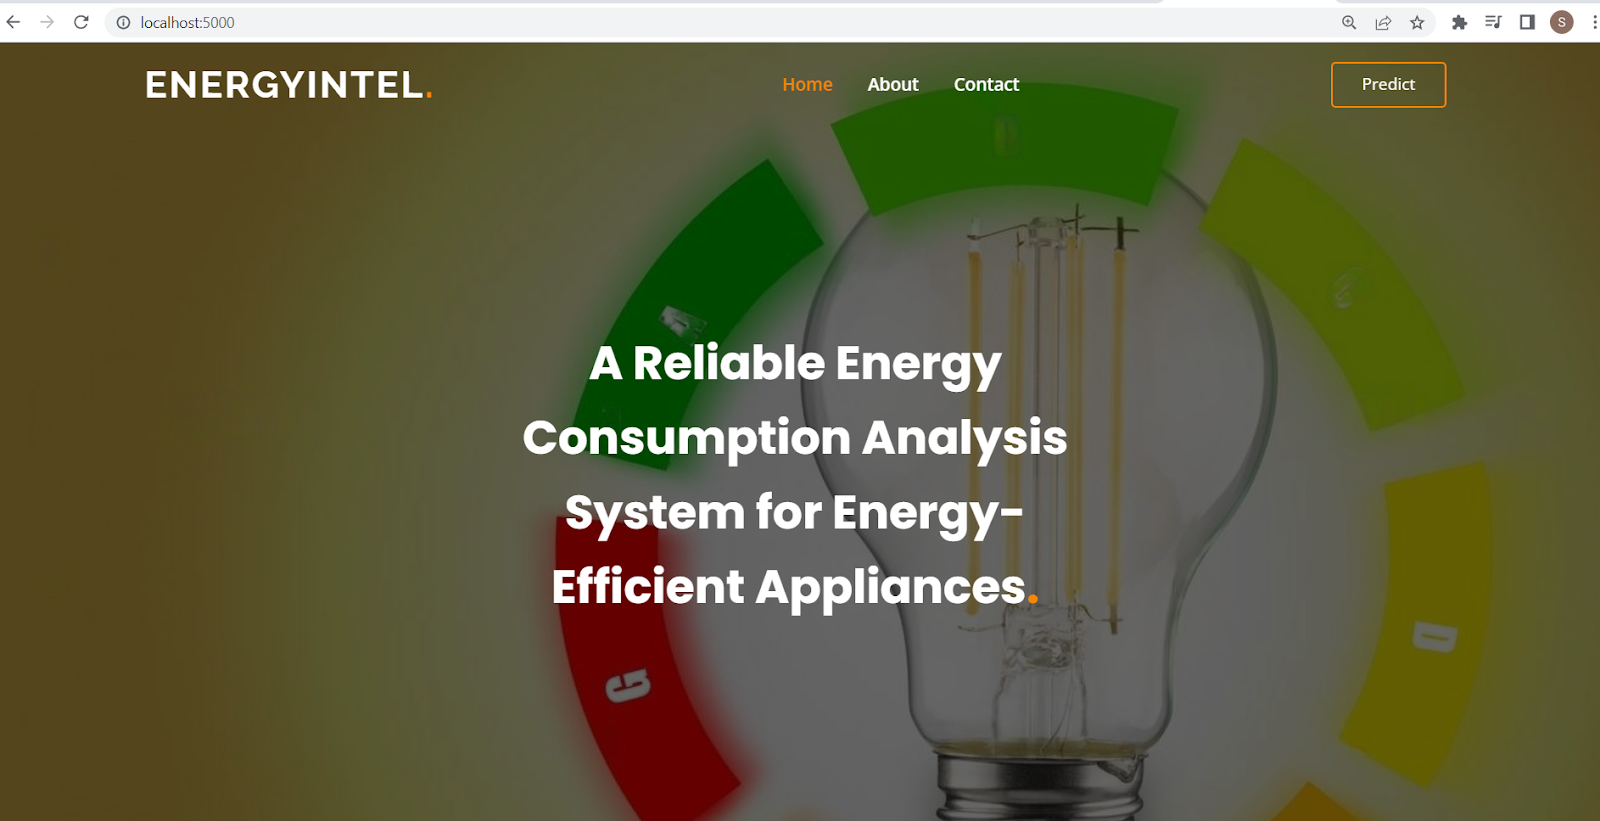 localhost:5000
S
ENERGYINTEL.
Home About Contact
Predict
A Reliable Energy
Consumption Analysis
System for Energy-
Efficient Appliances.
A
D
G